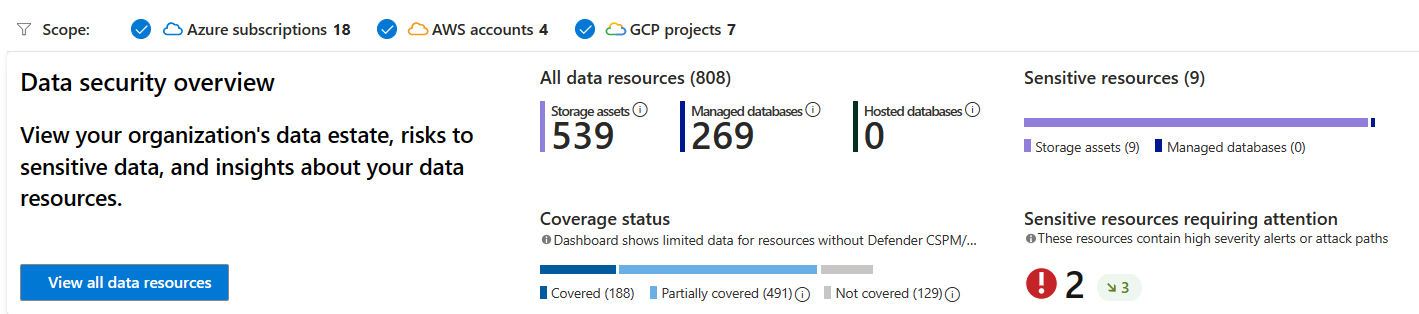 Scope: Azure subscriptions 18 AWS accounts 4 GCP projects 7
Data security overview
View your organization's data estate, risks to
sensitive data, and insights about your data
resources.
View all data resources
All data resources (808)
Storage assets
539
Managed databases
269
Hosted databases
0
Coverage status
Dashboard shows limited data for resources without Defender CSPM/...
Covered (188) Partially covered (491) Not covered (129)
Sensitive resources (9)
Storage assets (9) Managed databases (0)
Sensitive resources requiring attention
These resources contain high severity alerts or attack paths
2 ↘ 3